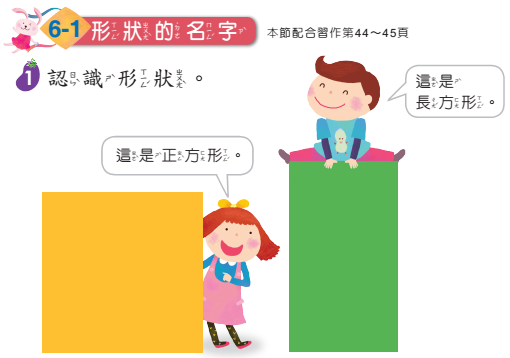 6-1 形狀的名字 本節配合習作第44～45頁
1 認識形狀。
這是
長方形。
這是正方形。